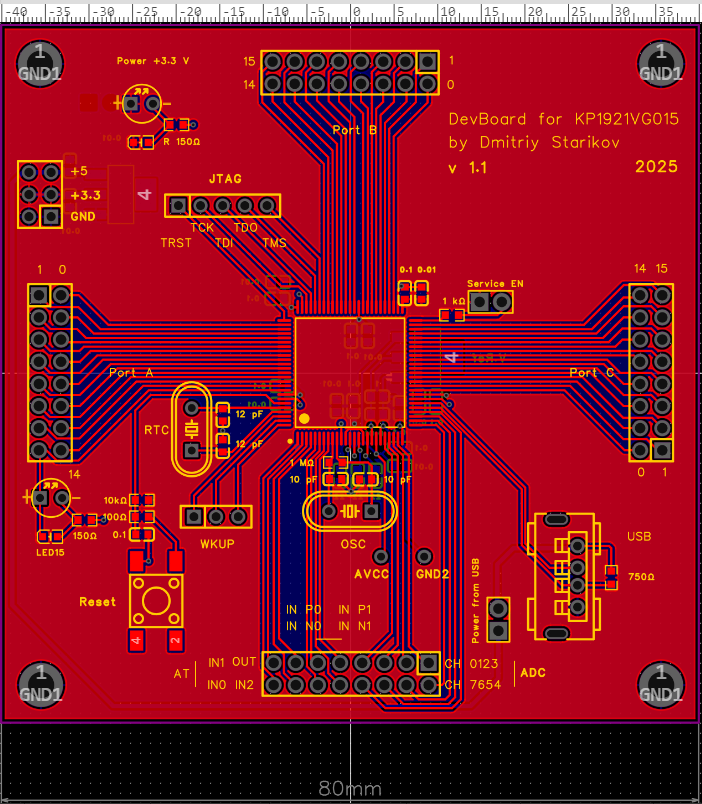 -40 -35 -30 -25 -20 -15 -10 -5 0 5 10 15 20 25 30 35 40
1
GND1
Power +3.3 V
+ -
R 150Ω
15 1
14 0
Port B
1
GND1
DevBoard for KP1921VG015
by Dmitriy Starikov
v 1.1 2025
+5
+3.3
GND
4
JTAG
TCK TDO
TRST TDI TMS
0.1 0.01
Service EN
1 kΩ
1 0
14 15
Port A
4
Port C
RTC
12 pF
12 pF
14
0 1
1 MΩ
10 pF 10 pF
OSC
+ -
LED15
150Ω
10kΩ
100Ω
0.1
WKUP
AVCC GND2
USB
750Ω
Power from USB
Reset
4 2
IN P0 IN P1
IN N0 IN N1
AT
IN1 OUT
IN0 IN2
CH 0123
CH 7654
ADC
1
GND1
1
GND1
80mm